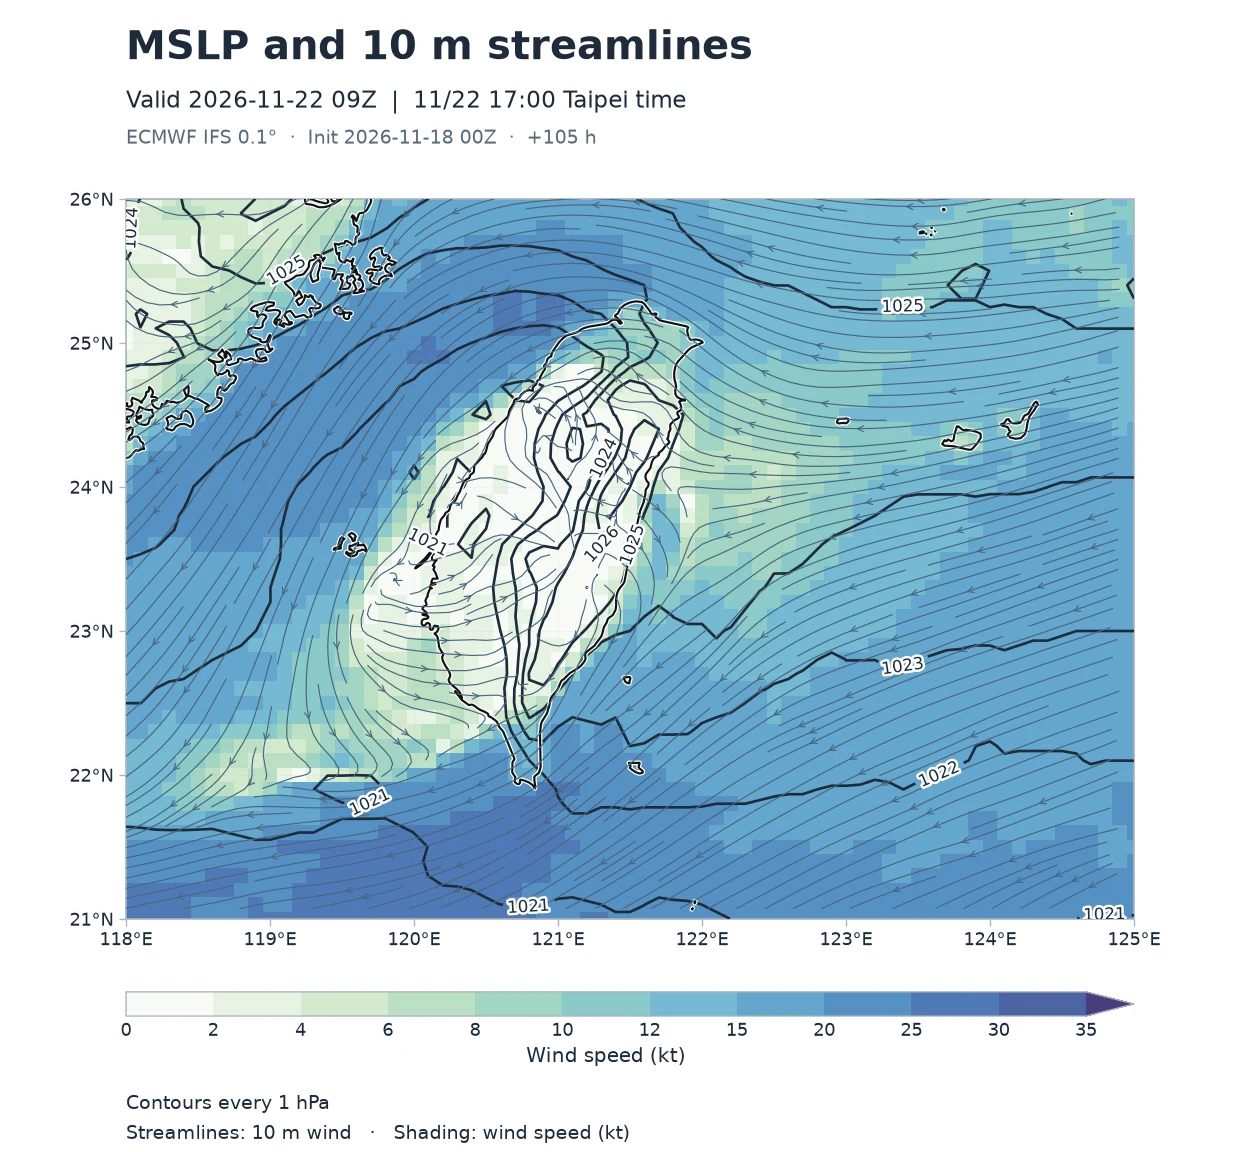 MSLP and 10 m streamlines
Valid 2026-11-22 09Z | 11/22 17:00 Taipei time
ECMWF IFS 0.1° · Init 2026-11-18 00Z · +105 h
26°N
25°N
24°N
23°N
22°N
21°N
1024
1025
1025
1024
1021
1026
1025
1023
1022
1021
1021
1021
118°E 119°E 120°E 121°E 122°E 123°E 124°E 125°E
0 2 4 6 8 10 12 15 20 25 30 35
Wind speed (kt)
Contours every 1 hPa
Streamlines: 10 m wind · Shading: wind speed (kt)